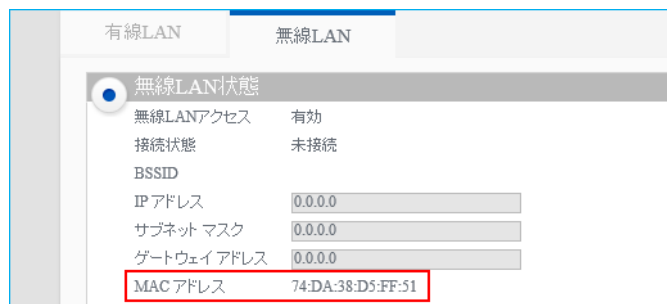 有線LAN 無線LAN
無線LAN状態
無線LANアクセス 有効
接続状態 未接続
BSSID
IP アドレス 0.0.0.0
サブネット マスク 0.0.0.0
ゲートウェイ アドレス 0.0.0.0
MAC アドレス 74:DA:38:D5:FF:51